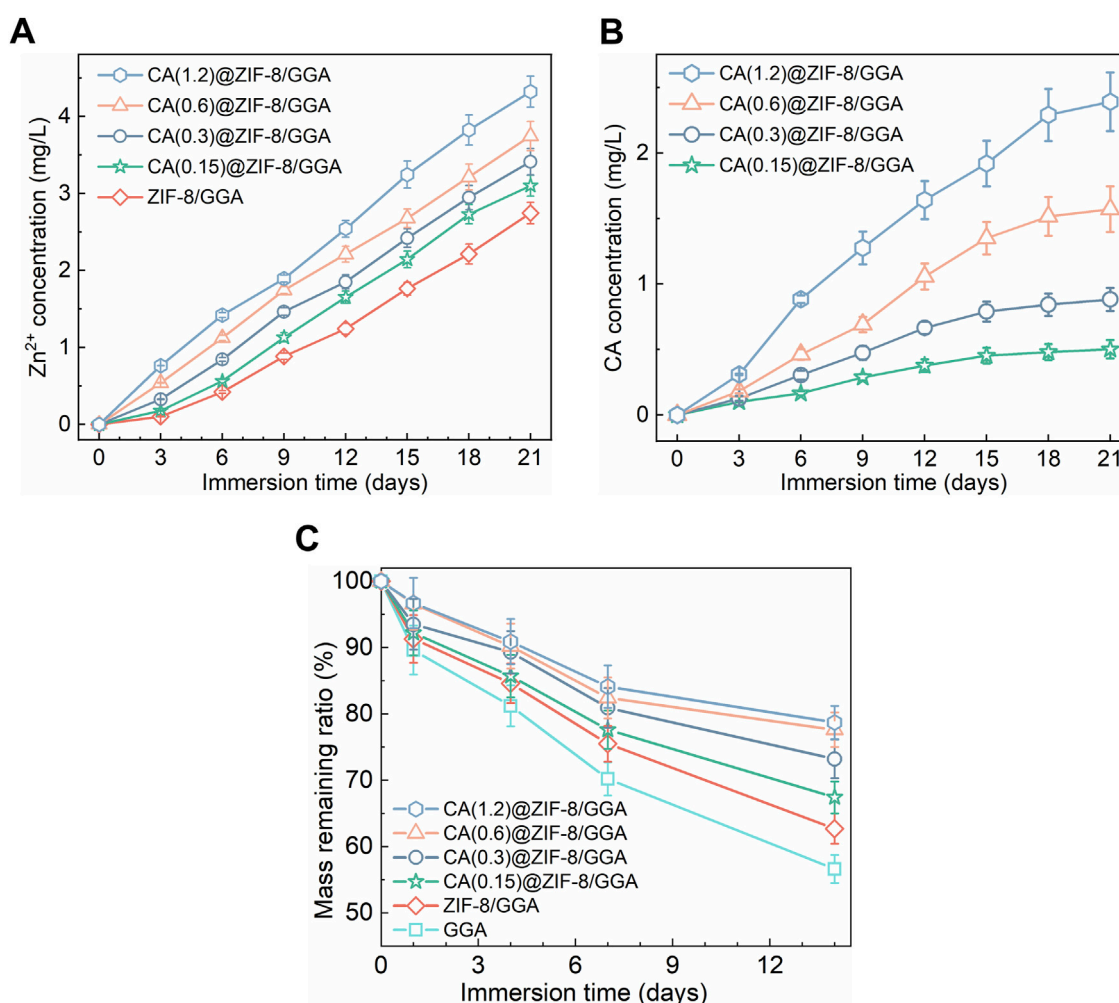 A
CA(1.2)@ZIF-8/GGA
CA(0.6)@ZIF-8/GGA
CA(0.3)@ZIF-8/GGA
CA(0.15)@ZIF-8/GGA
ZIF-8/GGA
Zn²⁺ concentration (mg/L)
4
3
2
1
0
0 3 6 9 12 15 18 21
Immersion time (days)
B
CA(1.2)@ZIF-8/GGA
CA(0.6)@ZIF-8/GGA
CA(0.3)@ZIF-8/GGA
CA(0.15)@ZIF-8/GGA
CA concentration (mg/L)
2
1
0
0 3 6 9 12 15 18 21
Immersion time (days)
C
Mass remaining ratio (%)
100
90
80
70
60
50
CA(1.2)@ZIF-8/GGA
CA(0.6)@ZIF-8/GGA
CA(0.3)@ZIF-8/GGA
CA(0.15)@ZIF-8/GGA
ZIF-8/GGA
GGA
0 3 6 9 12
Immersion time (days)